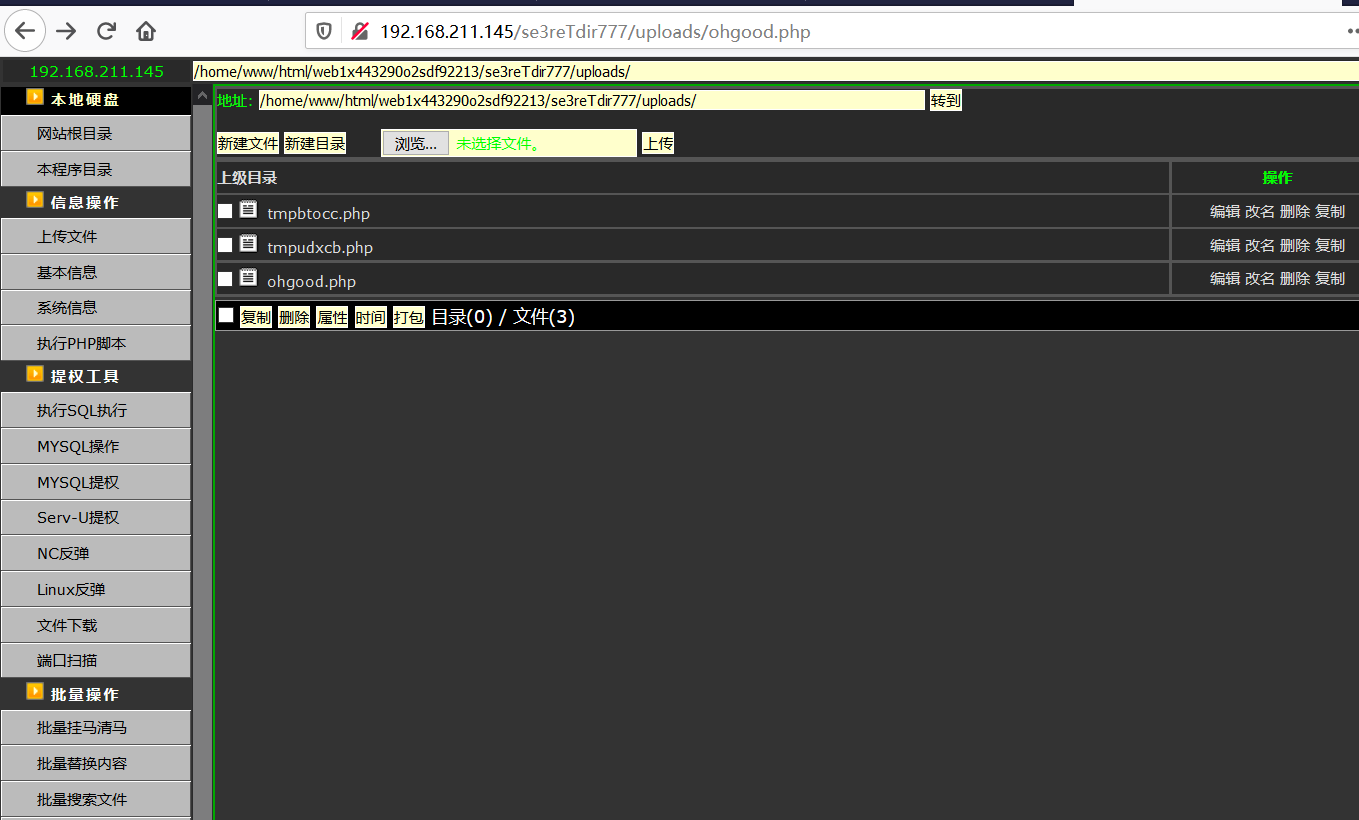 192.168.211.145/se3reTdir777/uploads/ohgood.php
192.168.211.145
/home/www/html/web1x443290o2sdf92213/se3reTdir777/uploads/
本地硬盘
网站根目录
本程序目录
信息操作
上传文件
基本信息
系统信息
执行PHP脚本
提权工具
执行SQL执行
MYSQL操作
MYSQL提权
Serv-U提权
NC反弹
Linux反弹
文件下载
端口扫描
批量操作
批量挂马清马
批量替换内容
批量搜索文件
地址: /home/www/html/web1x443290o2sdf92213/se3reTdir777/uploads/ 转到
新建文件 新建目录 浏览... 未选择文件。 上传
上级目录 操作
tmpbtocc.php 编辑 改名 删除 复制
tmpudxcb.php 编辑 改名 删除 复制
ohgood.php 编辑 改名 删除 复制
复制 删除 属性 时间 打包 目录(0) / 文件(3)